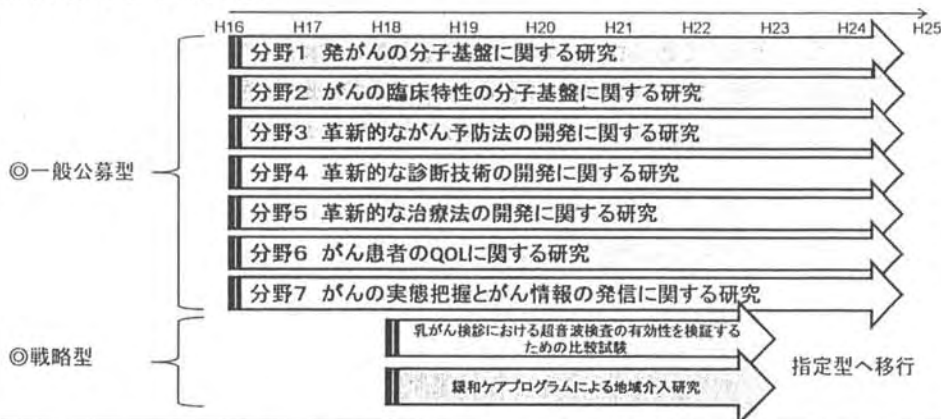 H16 H17 H18 H19 H20 H21 H22 H23 H24 H25
分野1 発がんの分子基盤に関する研究
分野2 がんの臨床特性の分子基盤に関する研究
分野3 革新的ながん予防法の開発に関する研究
◎一般公募型
分野4 革新的な診断技術の開発に関する研究
分野5 革新的な治療法の開発に関する研究
分野6 がん患者のQOLに関する研究
分野7 がんの実態把握とがん情報の発信に関する研究
◎戦略型
乳がん検診における超音波検査の有効性を検証する
ための比較試験
指定型へ移行
緩和ケアプログラムによる地域介入研究